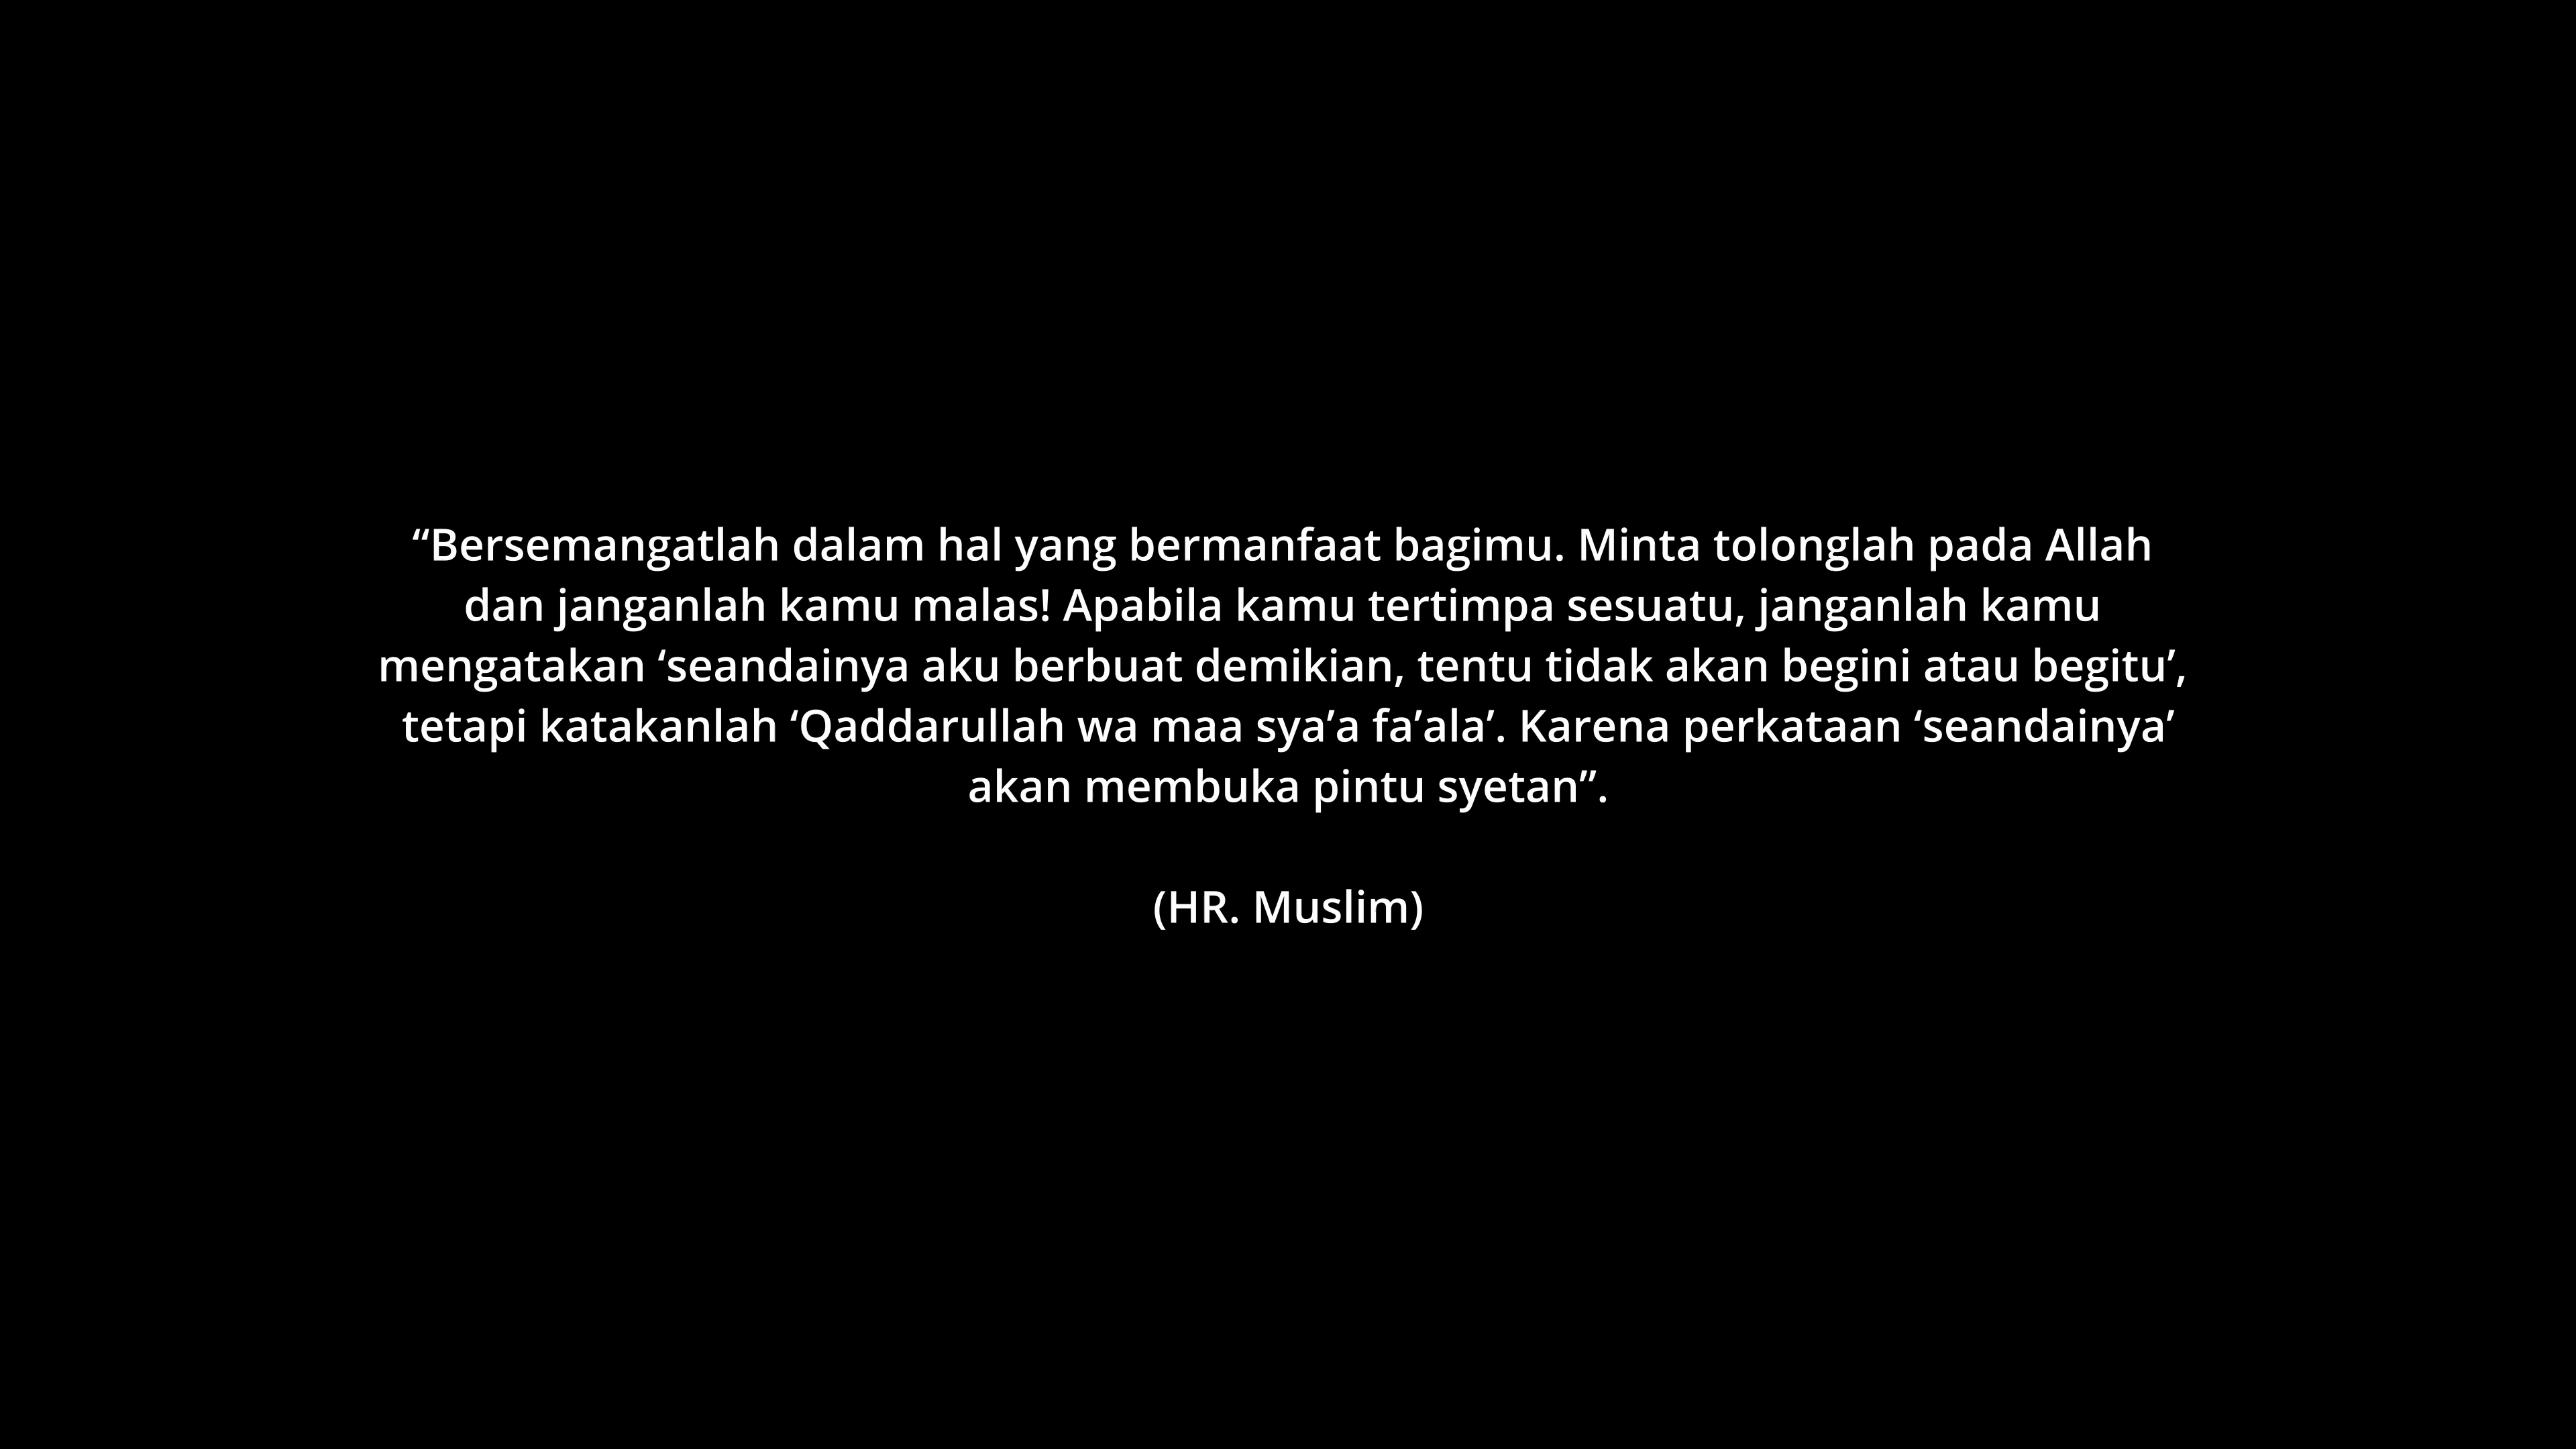 “Bersemangatlah dalam hal yang bermanfaat bagimu. Minta tolonglah pada Allah
dan janganlah kamu malas! Apabila kamu tertimpa sesuatu, janganlah kamu
mengatakan ‘seandainya aku berbuat demikian, tentu tidak akan begini atau begitu’,
tetapi katakanlah ‘Qaddarullah wa maa sya’a fa’ala’. Karena perkataan ‘seandainya’
akan membuka pintu syetan”.
(HR. Muslim)